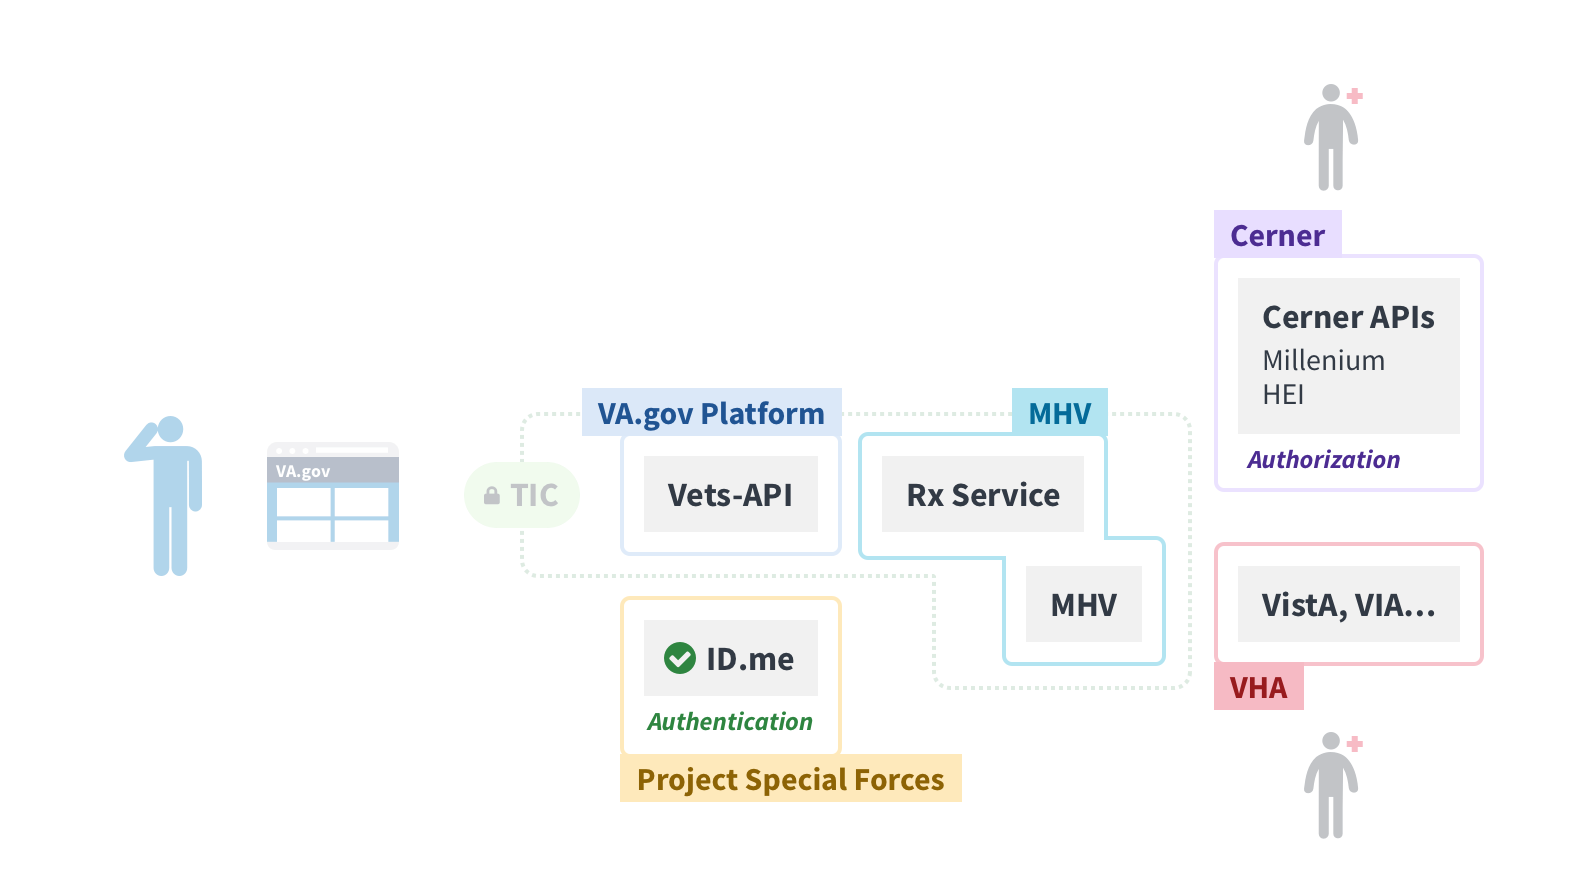 Cerner
Cerner APIs
Millenium
HEI
Authorization
VA.gov Platform
MHV
VA.gov
TIC
Vets-API
Rx Service
MHV
VistA, VIA...
VHA
ID.me
Authentication
Project Special Forces